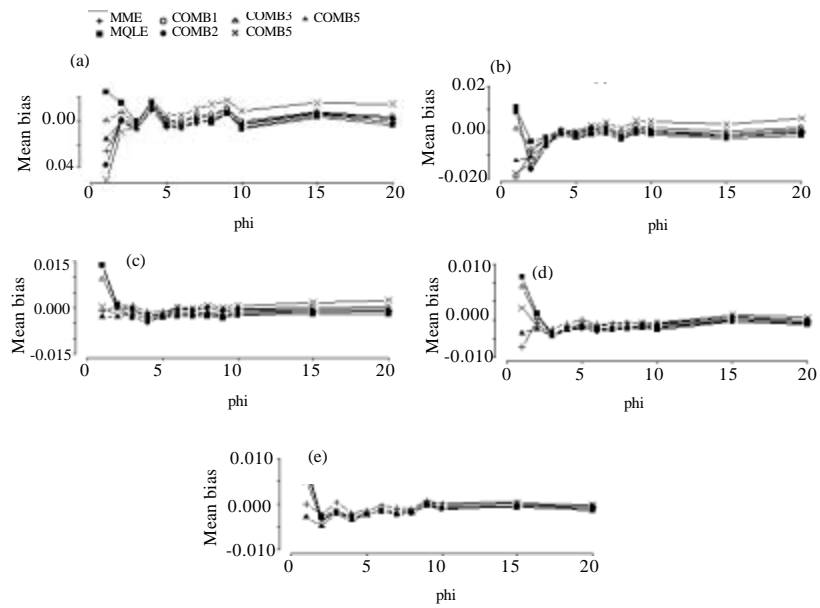 MME COMB1 COMB3 COMB5
MQLE COMB2 COMB5
(a)
Mean bias
0.00
0.04
0 5 10 15 20
phi
(b)
Mean bias
0.02
0.00
-0.020
0 5 10 15 20
phi
(c)
Mean bias
0.015
0.000
-0.015
0 5 10 15 20
phi
(d)
Mean bias
0.010
0.000
-0.010
0 5 10 15 20
phi
(e)
Mean bias
0.010
0.000
-0.010
0 5 10 15 20
phi